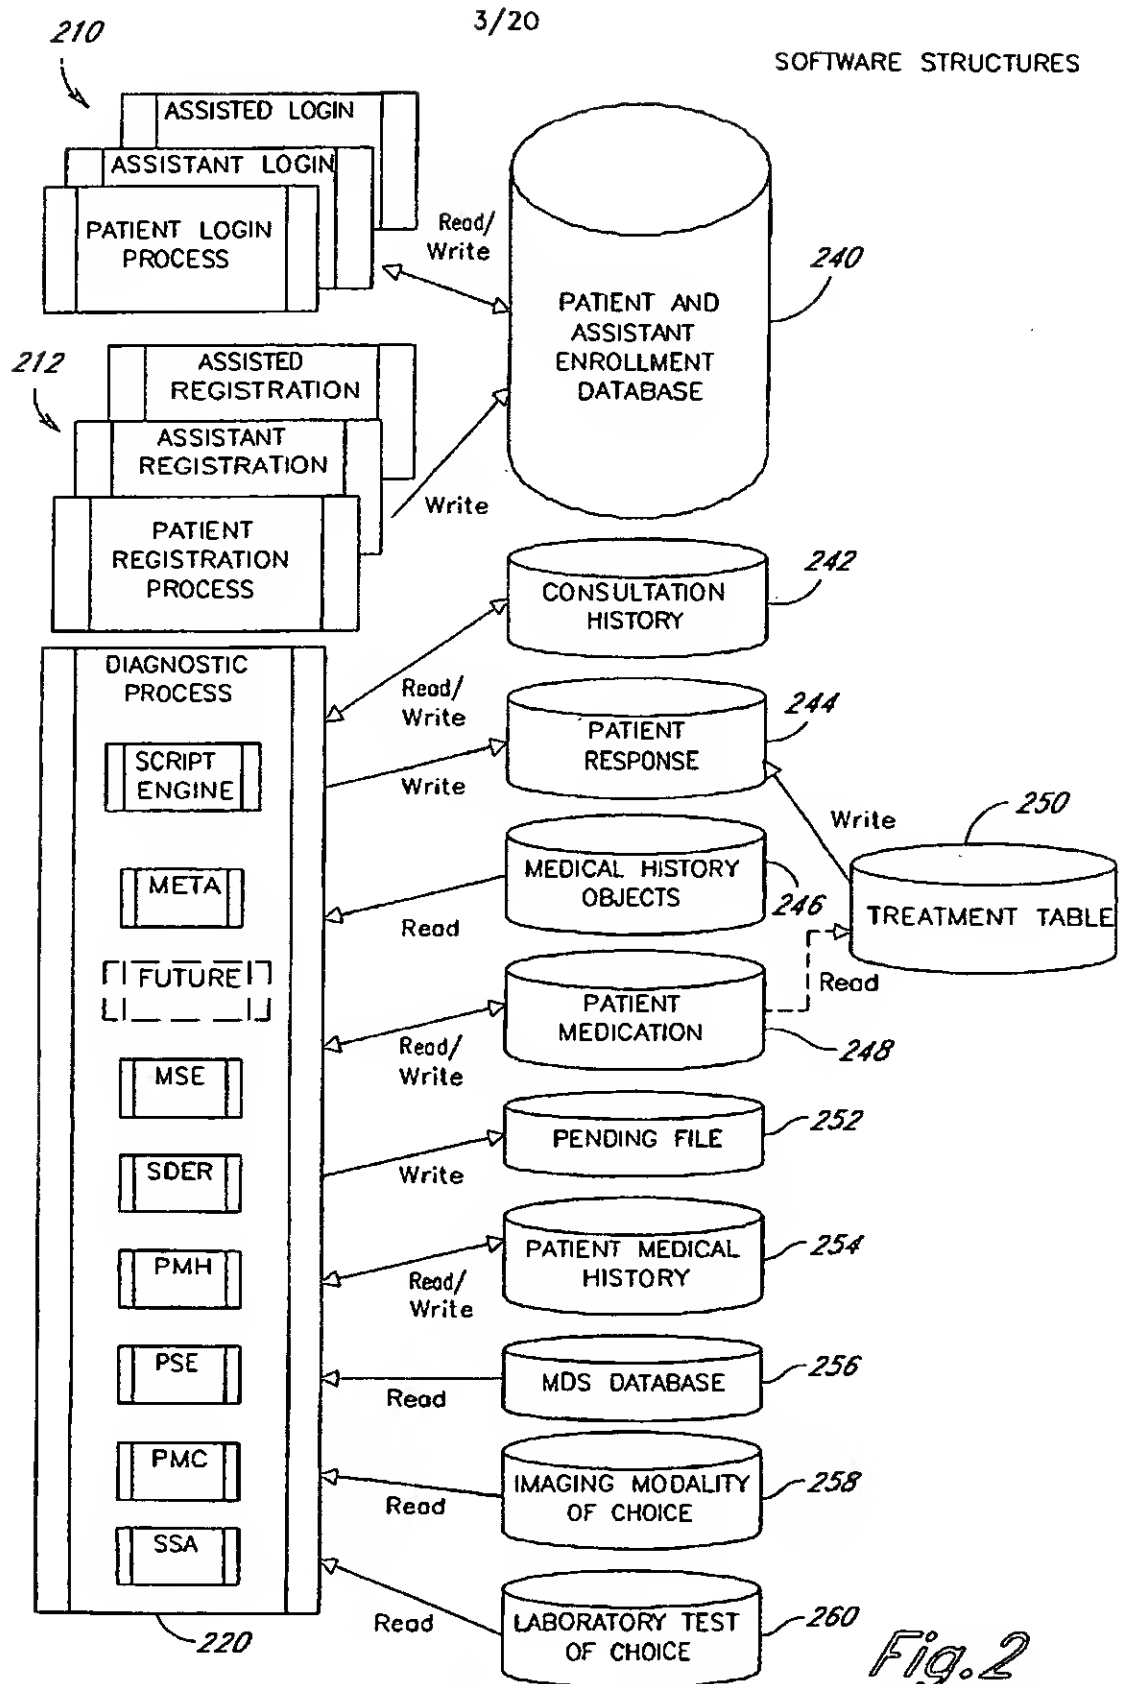 3/20
SOFTWARE STRUCTURES
210
ASSISTED LOGIN
ASSISTANT LOGIN
PATIENT LOGIN
PROCESS
Read/
Write
240
PATIENT AND
ASSISTANT
ENROLLMENT
DATABASE
212
ASSISTED
REGISTRATION
ASSISTANT
REGISTRATION
PATIENT
REGISTRATION
PROCESS
Write
CONSULTATION
HISTORY
242
DIAGNOSTIC
PROCESS
Read/
Write
SCRIPT
ENGINE
Write
PATIENT
RESPONSE
244
Write
250
TREATMENT TABLE
META
Read
MEDICAL HISTORY
OBJECTS
246
FUTURE
Read/
Write
PATIENT
MEDICATION
248
Read
MSE
PENDING FILE
252
SDER
Write
PMH
Read/
Write
PATIENT MEDICAL
HISTORY
254
PSE
Read
MDS DATABASE
256
PMC
Read
IMAGING MODALITY
OF CHOICE
258
SSA
Read
LABORATORY TEST
OF CHOICE
260
220
Fig.2